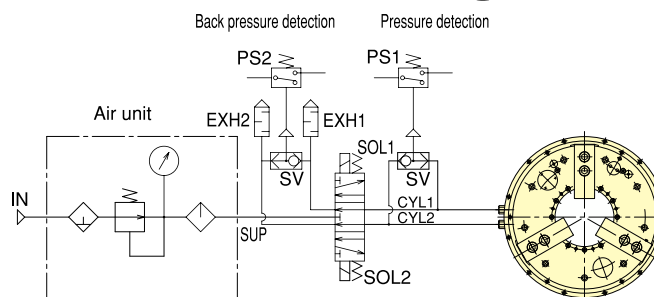 Back pressure detection
Pressure detection
PS2
PS1
Air unit
EXH2
EXH1
SOL1
SV
SV
IN
CYL1
CYL2
SUP
SOL2